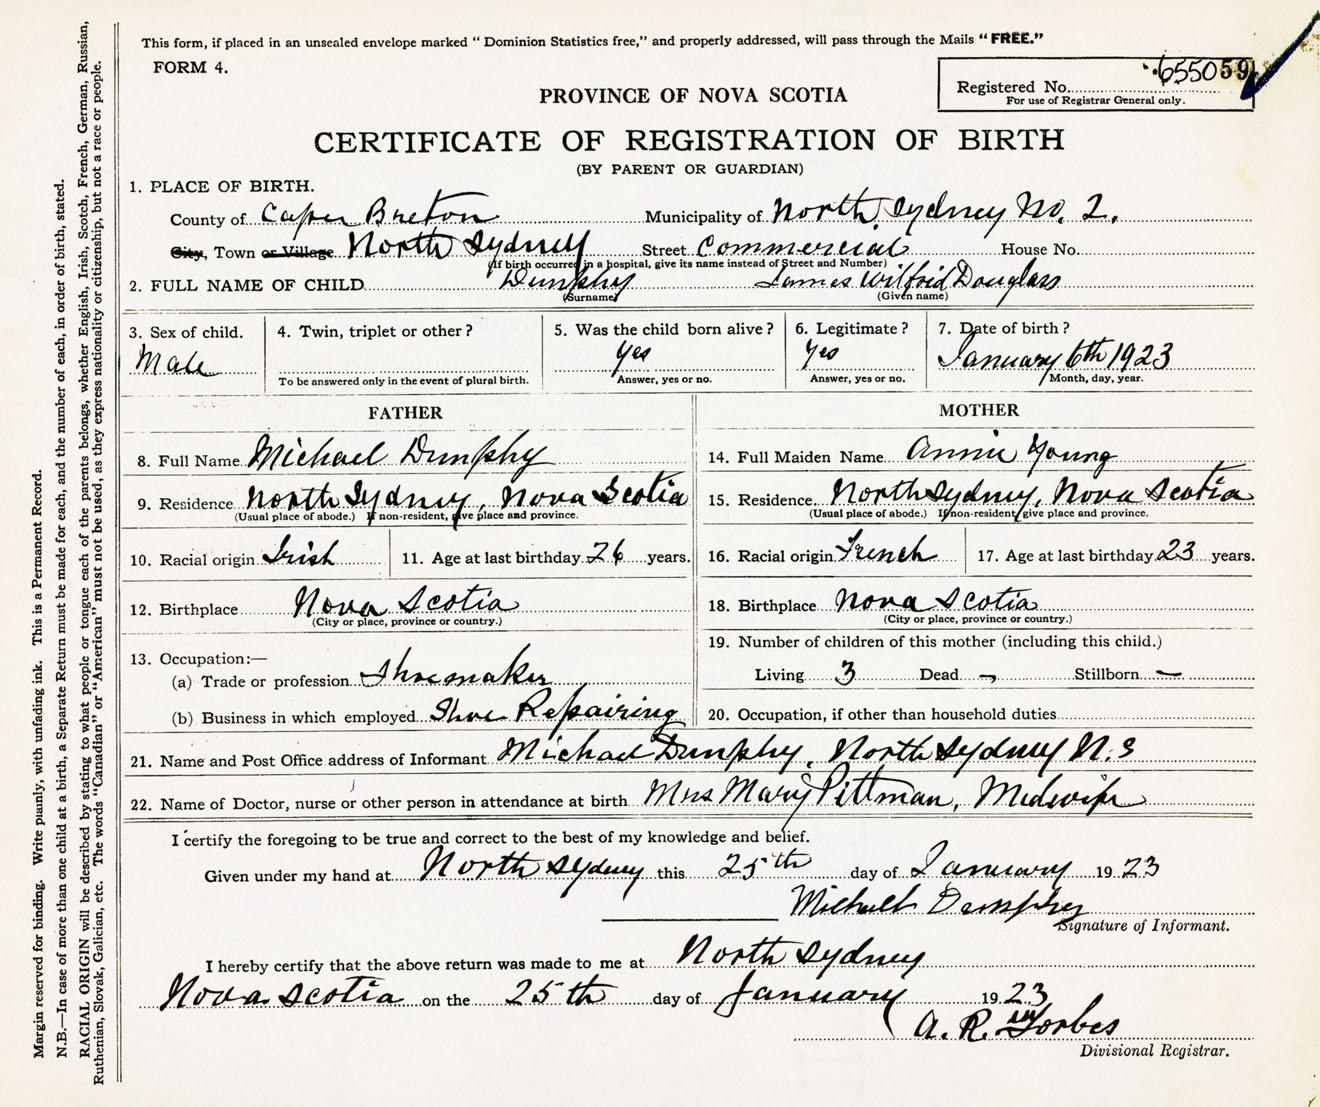 This form, if placed in an unsealed envelope marked " Dominion Statistics free," and properly addressed, will pass through the Mails " FREE."
FORM 4.
Registered No. 6550 59
For use of Registrar General only.
PROVINCE OF NOVA SCOTIA
CERTIFICATE OF REGISTRATION OF BIRTH
(BY PARENT OR GUARDIAN)
1. PLACE OF BIRTH.
County of Cape Breton Municipality of North Sydney No. 2.
City, Town or Village North Sydney Street Commercial House No.
(If birth occurred in a hospital, give its name instead of Street and Number)
2. FULL NAME OF CHILD Dunphy James Wilfrid Douglass
(Surname) (Given name)
3. Sex of child. 4. Twin, triplet or other ? 5. Was the child born alive ? 6. Legitimate ? 7. Date of birth ?
Male Yes Yes January 6th 1923
To be answered only in the event of plural birth. Answer, yes or no. Answer, yes or no. Month, day, year.
FATHER
8. Full Name Michael Dunphy
9. Residence North Sydney, Nova Scotia
(Usual place of abode.) If non-resident, give place and province.
10. Racial origin Irish 11. Age at last birthday 26 years.
12. Birthplace Nova Scotia
(City or place, province or country.)
13. Occupation:—
(a) Trade or profession Shoemaker
(b) Business in which employed Shoe Repairing
MOTHER
14. Full Maiden Name Annie Young
15. Residence North Sydney, Nova Scotia
(Usual place of abode.) If non-resident, give place and province.
16. Racial origin French 17. Age at last birthday 23 years.
18. Birthplace Nova Scotia
(City or place, province or country.)
19. Number of children of this mother (including this child.)
Living 3 Dead — Stillborn —
20. Occupation, if other than household duties
21. Name and Post Office address of Informant Michael Dunphy, North Sydney N.S
22. Name of Doctor, nurse or other person in attendance at birth Mrs Mary Pittman, Midwife
I certify the foregoing to be true and correct to the best of my knowledge and belief.
Given under my hand at North Sydney this 25th day of January 1923
Michell Dumphey
Signature of Informant.
I hereby certify that the above return was made to me at North Sydney
Nova Scotia on the 25th day of January 1923
A. R. Forbes
Divisional Registrar.
Margin reserved for binding. Write plainly, with unfading ink. This is a Permanent Record.
N.B.—In case of more than one child at a birth, a Separate Return must be made for each, and the number of each, in order of birth, stated.
RACIAL ORIGIN will be described by stating to what people or tongue each of the parents belongs, whether English, Irish, Scotch, French, German, Russian,
Ruthenian, Slovak, Galician, etc. The words "Canadian" or "American" must not be used, as they express nationality or citizenship, but not a race or people.